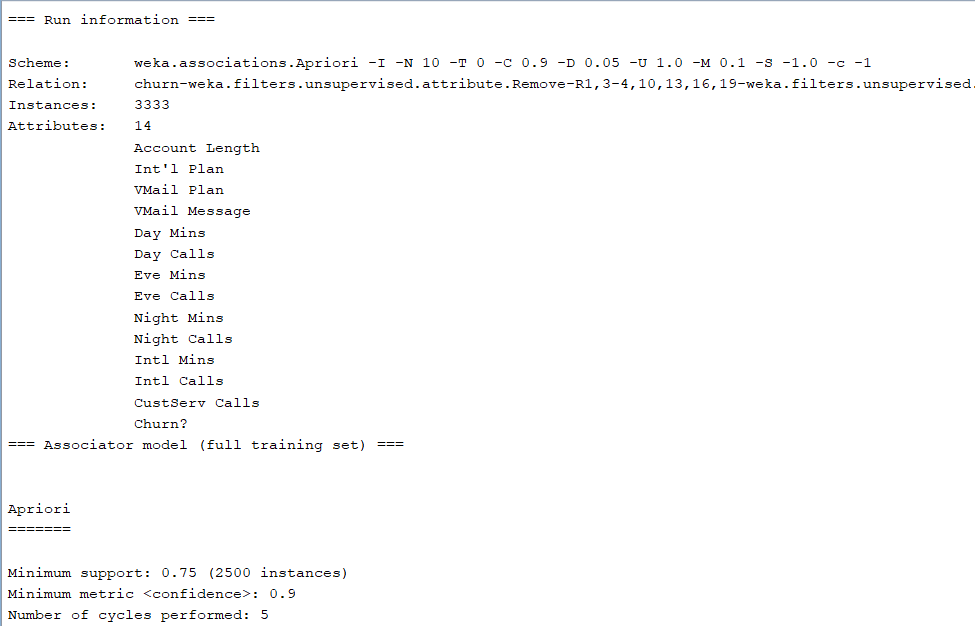 === Run information ===
Scheme: weka.associations.Apriori -I -N 10 -T 0 -C 0.9 -D 0.05 -U 1.0 -M 0.1 -S -1.0 -c -1
Relation: churn-weka.filters.unsupervised.attribute.Remove-R1,3-4,10,13,16,19-weka.filters.unsupervised.
Instances: 3333
Attributes: 14
Account Length
Int'l Plan
VMail Plan
VMail Message
Day Mins
Day Calls
Eve Mins
Eve Calls
Night Mins
Night Calls
Intl Mins
Intl Calls
CustServ Calls
Churn?
=== Associator model (full training set) ===
Apriori
=======
Minimum support: 0.75 (2500 instances)
Minimum metric <confidence>: 0.9
Number of cycles performed: 5